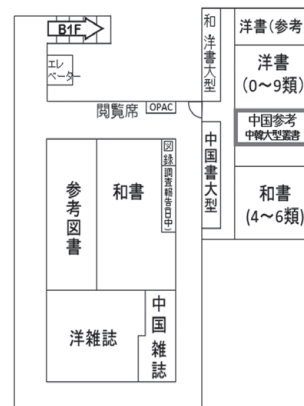 B1F
エレ
ベーター
閲覧席
OPAC
和洋書大型
洋書(参考
洋書
(0～9類)
中国参考
中韓大型叢書
中国書大型
和書
(4～6類)
参考図書
和書
図録
調査報告(日中)
洋雑誌
中国雑誌